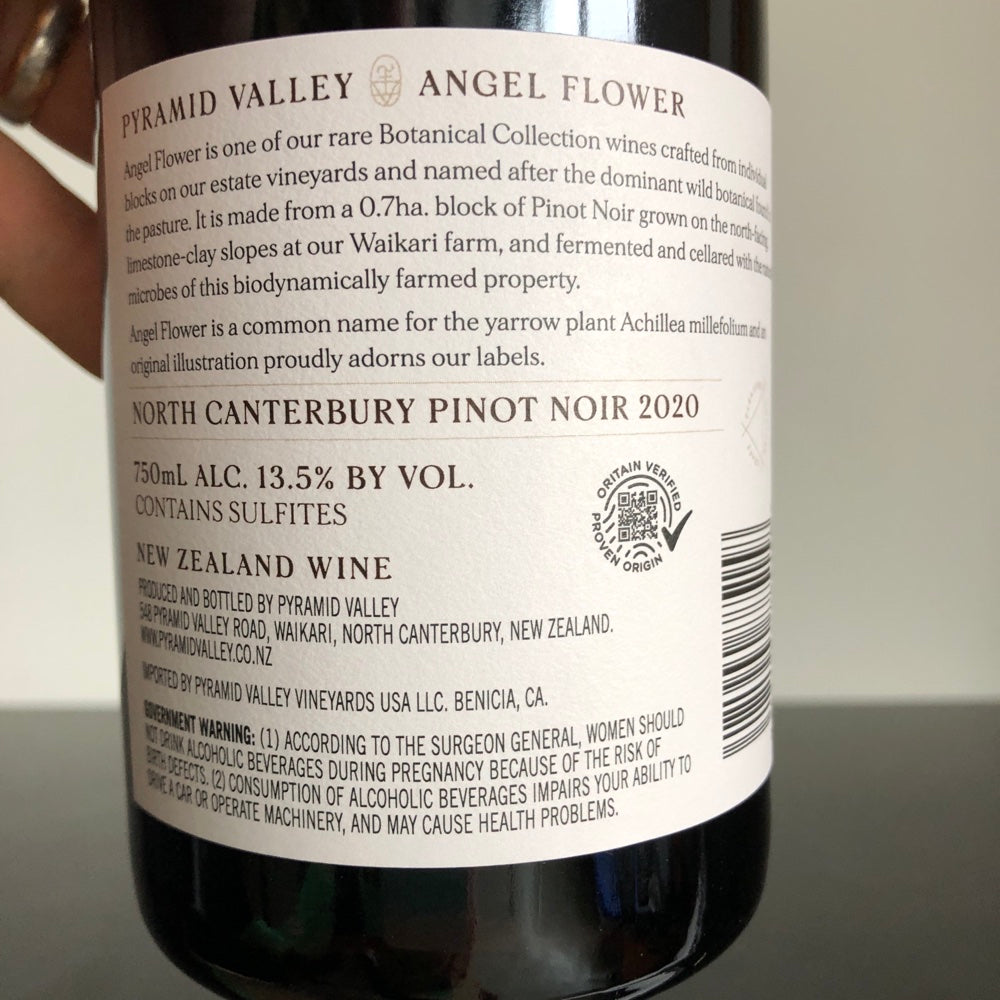 PYRAMID VALLEY ANGEL FLOWER
Angel Flower is one of our rare Botanical Collection wines crafted from individual
blocks on our estate vineyards and named after the dominant wild botanical found in
the pasture. It is made from a 0.7ha. block of Pinot Noir grown on the north-facing,
limestone-clay slopes at our Waikari farm, and fermented and cellared with the
microbes of this biodynamically farmed property.
Angel Flower is a common name for the yarrow plant Achillea millefolium and an
original illustration proudly adorns our labels.
NORTH CANTERBURY PINOT NOIR 2020
750mL ALC. 13.5% BY VOL.
CONTAINS SULFITES
ORITAIN VERIFIED
PROVEN ORIGIN
NEW ZEALAND WINE
PRODUCED AND BOTTLED BY PYRAMID VALLEY
548 PYRAMID VALLEY ROAD, WAIKARI, NORTH CANTERBURY, NEW ZEALAND.
WWW.PYRAMIDVALLEY.CO.NZ
IMPORTED BY PYRAMID VALLEY VINEYARDS USA LLC. BENICIA, CA.
GOVERNMENT WARNING: (1) ACCORDING TO THE SURGEON GENERAL, WOMEN SHOULD
NOT DRINK ALCOHOLIC BEVERAGES DURING PREGNANCY BECAUSE OF THE RISK OF
BIRTH DEFECTS. (2) CONSUMPTION OF ALCOHOLIC BEVERAGES IMPAIRS YOUR ABILITY TO
DRIVE A CAR OR OPERATE MACHINERY, AND MAY CAUSE HEALTH PROBLEMS.